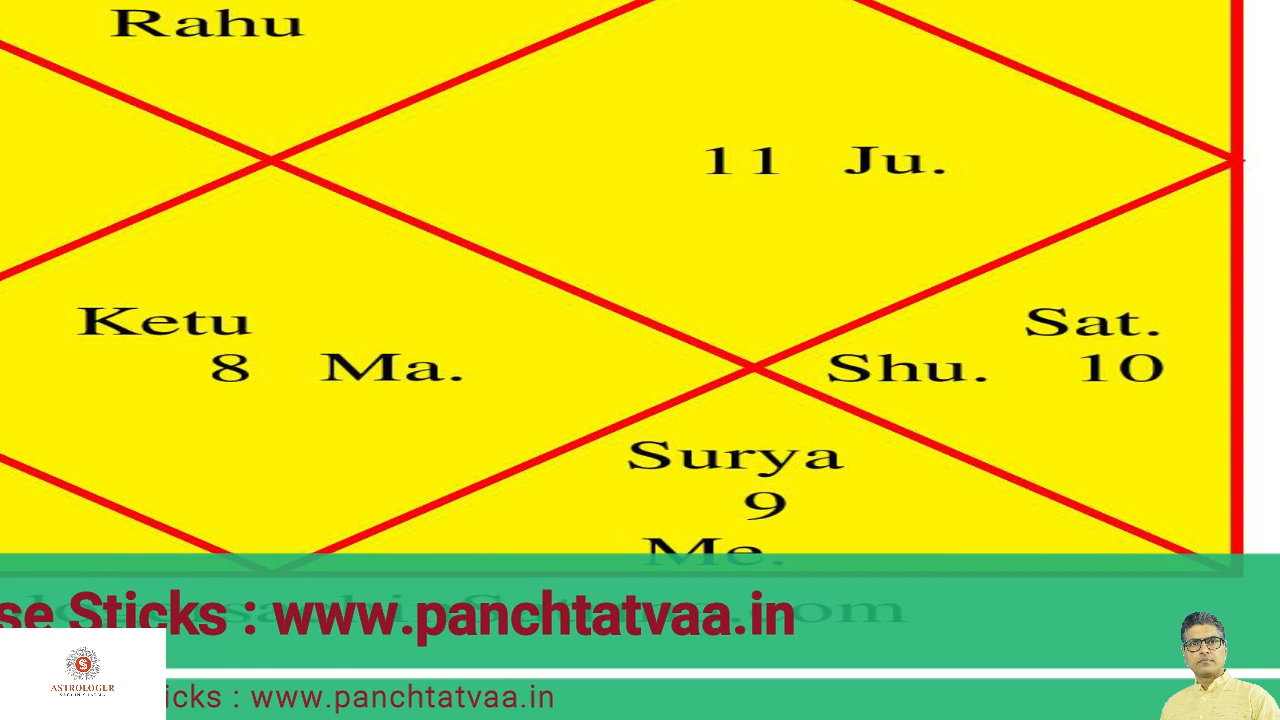 Rahu
11 Ju.
Ketu
8 Ma.
Sat.
Shu. 10
Surya
9
Me.
se Sticks : www.panchtatvaa.in
ASTROLOGER
icks : www.panchtatvaa.in